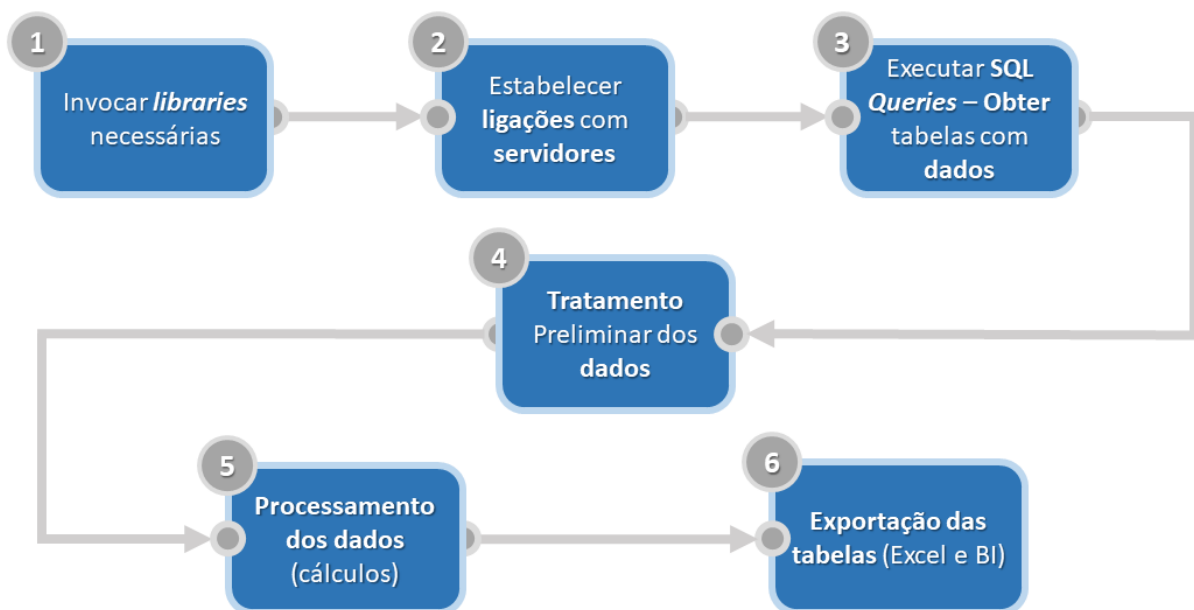 1
Invocar libraries
necessárias
2
Estabelecer
ligações com
servidores
3
Executar SQL
Queries – Obter
tabelas com
dados
4
Tratamento
Preliminar dos
dados
5
Processamento
dos dados
(cálculos)
6
Exportação das
tabelas (Excel e BI)